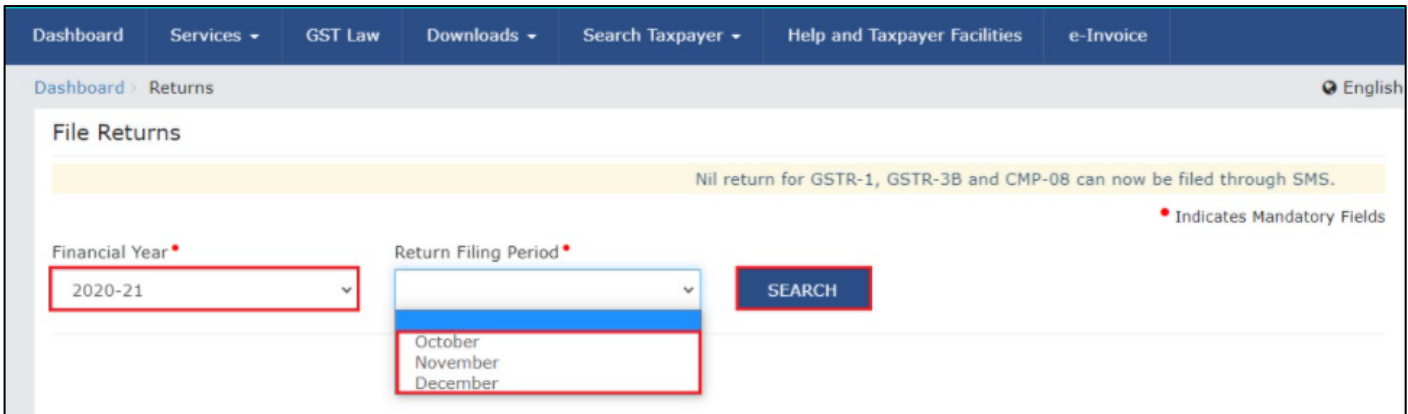 Dashboard Services GST Law Downloads Search Taxpayer Help and Taxpayer Facilities e-Invoice
Dashboard > Returns English
File Returns
Nil return for GSTR-1, GSTR-3B and CMP-08 can now be filed through SMS.
• Indicates Mandatory Fields
Financial Year• Return Filing Period•
2020-21 SEARCH
October
November
December